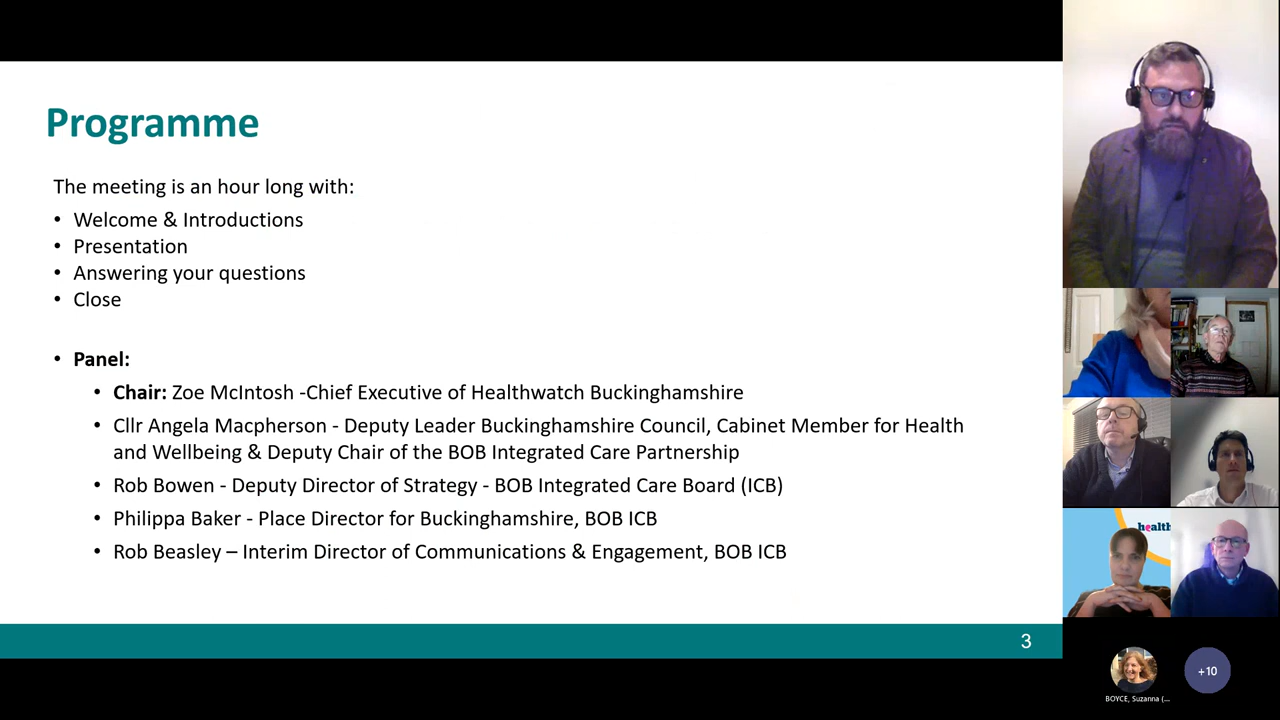 Programme
The meeting is an hour long with:
• Welcome & Introductions
• Presentation
• Answering your questions
• Close
• Panel:
• Chair: Zoe McIntosh -Chief Executive of Healthwatch Buckinghamshire
• Cllr Angela Macpherson - Deputy Leader Buckinghamshire Council, Cabinet Member for Health
and Wellbeing & Deputy Chair of the BOB Integrated Care Partnership
• Rob Bowen - Deputy Director of Strategy - BOB Integrated Care Board (ICB)
• Philippa Baker - Place Director for Buckinghamshire, BOB ICB
• Rob Beasley – Interim Director of Communications & Engagement, BOB ICB
3
health
+10
BOYCE, Suzanna (...